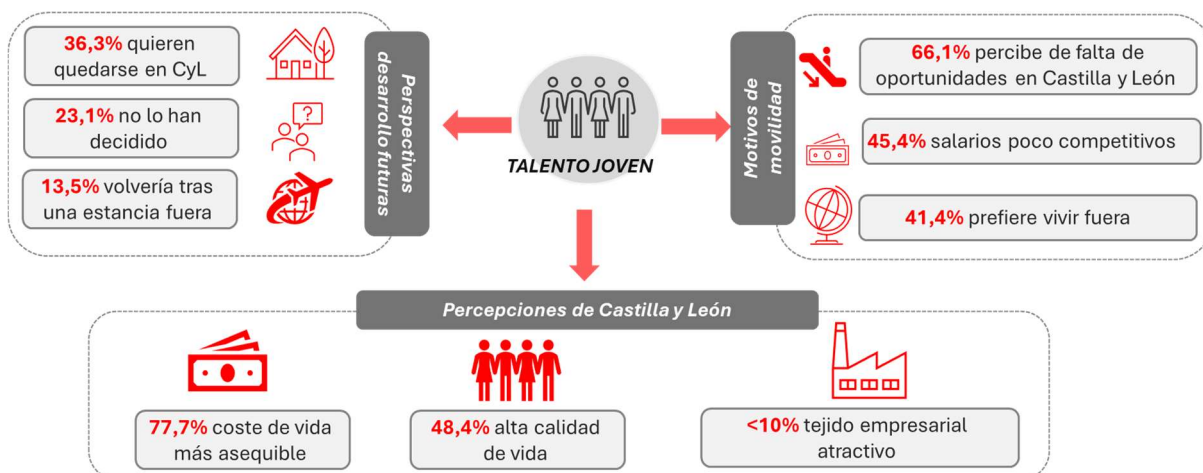 36,3% quieren
quedarse en CyL
23,1% no lo han
decidido
13,5% volvería tras
una estancia fuera
Perspectivas
desarrollo futuras
?
TALENTO JOVEN
Motivos de
movilidad
66,1% percibe de falta de
oportunidades en Castilla y León
45,4% salarios poco competitivos
41,4% prefiere vivir fuera
Percepciones de Castilla y León
77,7% coste de vida
más asequible
48,4% alta calidad
de vida
<10% tejido empresarial
atractivo